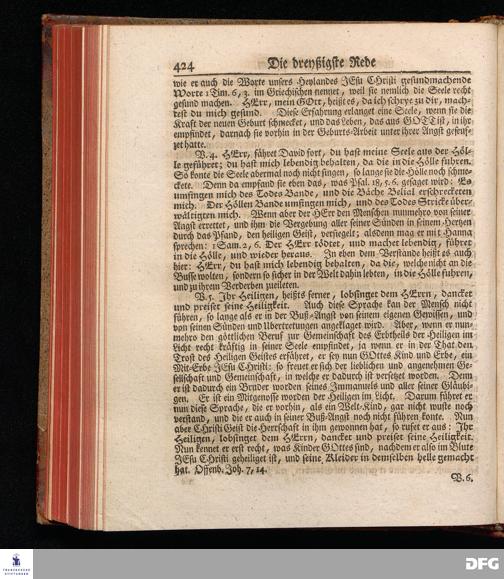 424 Die dreyßigste Rede
wie er auch die Worte unsers Heylandes JEsu CHristi gesundmachende
Worte 1 Tim. 6, 3. im Griechischen nennet, weil sie nemlich die Seele recht
gesund machen. HErr, mein GOtt, heißt es, da ich schrye zu dir, mach-
test du mich gesund. Diese Erfahrung erlanget eine Seele, wenn sie die
Kraft der neuen Geburt schmecket, und das Leben, das aus GOTT ist, in ihr
empfindet, darnach sie vorhin in der Geburts-Arbeit unter ihrer Angst geseuf-
zet hatte.
V. 4. HErr, fähret David fort, du hast meine Seele aus der Höl-
le geführet; du hast mich lebendig behalten, da die in die Hölle fuhren.
So konte die Seele abermal noch nicht singen, so lange sie die Hölle noch schme-
ckete. Denn da empfand sie eben das, was Psal. 18, 5. 6. gesagt wird: Es
umfingen mich des Todes Bande, und die Bäche Belial erschrecketen
mich. Der Höllen Bande umfingen mich, und des Todes Stricke über-
wältigten mich. Wenn aber der HErr den Menschen nunmehro von seiner
Angst errettet, und ihm die Vergebung aller seiner Sünden in seinem Hertzen
durch das Pfand, den heiligen Geist, versiegelt; alsdenn mag er mit Hanna
sprechen: 1 Sam. 2, 6. Der HErr tödtet, und machet lebendig, führet
in die Hölle, und wieder heraus. In eben dem Verstande heißt es auch
hier: HErr, du hast mich lebendig behalten, da die, welche nicht an die
Busse wolten, sondern so sicher in der Welt dahin lebten, in die Hölle fuhren,
und zu ihrem Verderben zueileten.
V. 5. Ihr Heiligen, heißts ferner, lobsinget dem HErrn, dancket
und preiset seine Heiligkeit. Auch diese Sprache kan der Mensch nicht
führen, so lange als er in der Buß-Angst von seinem eigenen Gewissen, und
von seinen Sünden und Ubertretungen angeklaget wird. Aber, wenn er nun-
mehro den göttlichen Beruf zur Gemeinschaft des Erbtheils der Heiligen im
Licht recht kräftig in seiner Seele empfindet, ja wenn er in der That den
Trost des Heiligen Geistes erfähret, er sey nun GOttes Kind und Erbe, ein
Mit-Erbe JEsu CHristi: so freuet er sich der lieblichen und angenehmen Ge-
sellschaft und Gemeinschaft, in welche er dadurch ist versetzet worden. Denn
er ist dadurch ein Bruder worden seines Immanuels und aller seiner Gläubi-
gen. Er ist ein Mitgenosse worden der Heiligen im Licht. Darum führet er
nun diese Sprache, die er vorhin, als ein Welt-Kind, gar nicht wuste noch
verstand, und die er auch in seiner Buß-Angst noch nicht führen konte. Nun
aber CHristi Geist die Herrschaft in ihm gewonnen hat, so rufet er aus: Ihr
Heiligen, lobsinget dem HErrn, dancket und preiset seine Heiligkeit.
Nun kennet er erst recht, was Kinder GOttes sind, nachdem er also im Blute
JEsu CHristi geheiliget ist, und seine Kleider in demselben helle gemacht
hat. Offenb. Joh. 7, 14.
V. 6.
FRANCKESCHE
STIFTUNGEN
DFG